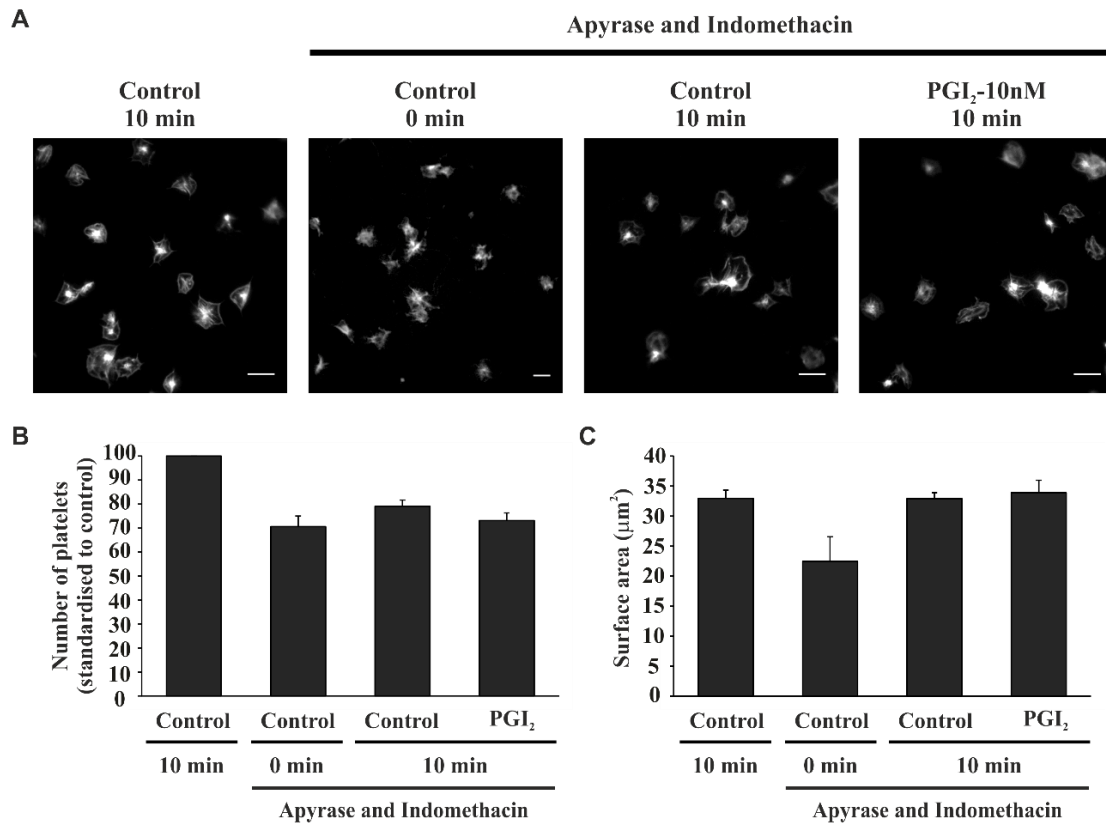 A
Apyrase and Indomethacin
Control
10 min
Control
0 min
Control
10 min
PGI₂-10nM
10 min
B
Number of platelets
(standardised to control)
100
90
80
70
60
50
40
30
20
10
0
Control
Control
Control
PGI₂
10 min
0 min
10 min
Apyrase and Indomethacin
C
Surface area (μm²)
40
35
30
25
20
15
10
5
0
Control
Control
Control
PGI₂
10 min
0 min
10 min
Apyrase and Indomethacin